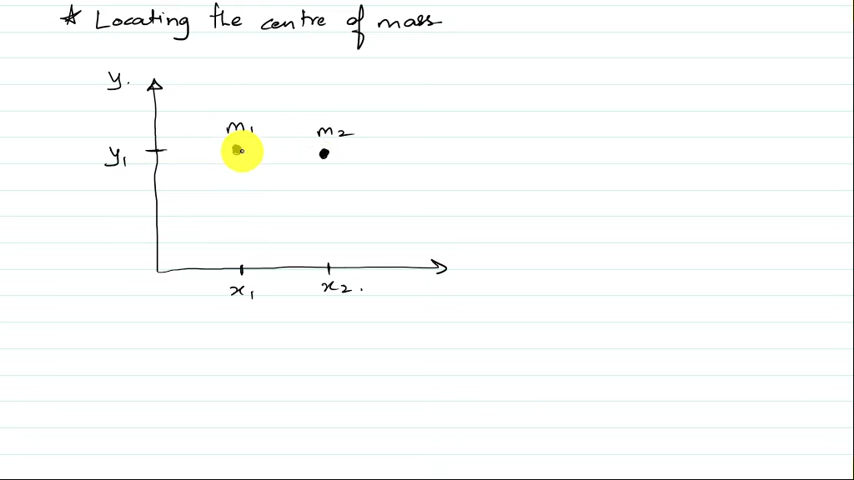 * Locating the centre of mass
y.
m₁ m₂
y₁
x₁ x₂.